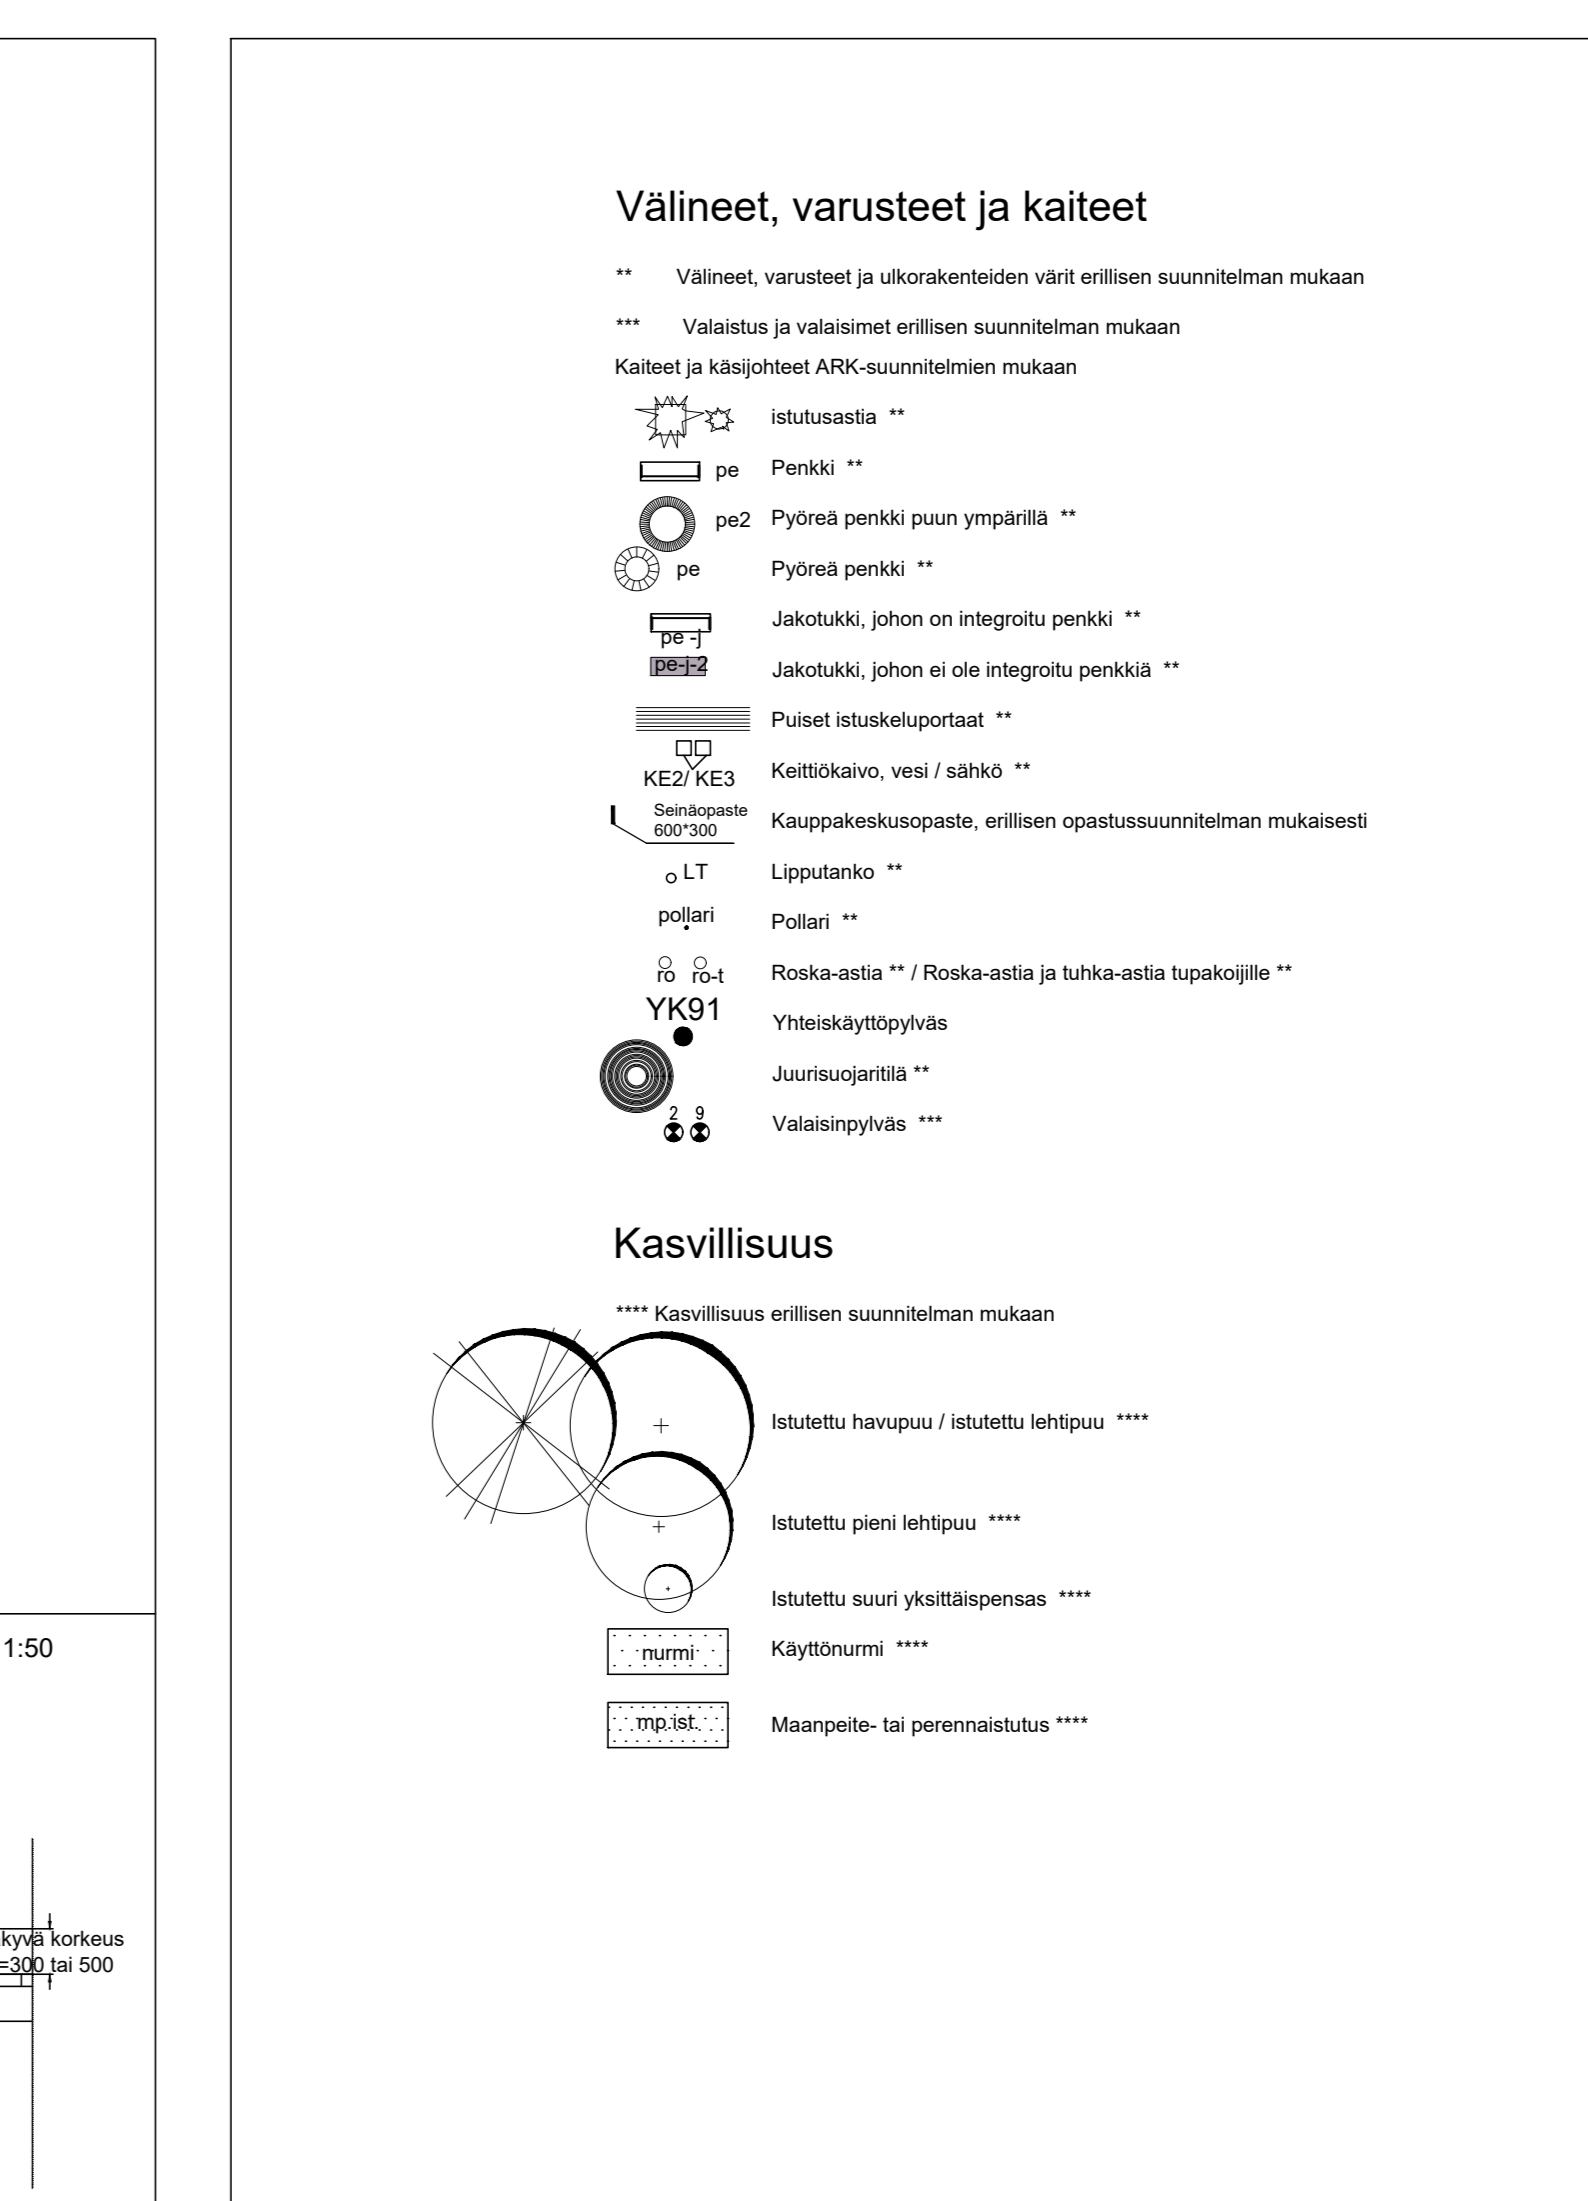 Välineet, varusteet ja kaiteet
** Välineet, varusteet ja ulkorakenteiden värit erillisen suunnitelman mukaan
*** Valaistus ja valaisimet erillisen suunnitelman mukaan
Kaiteet ja käsijohteet ARK-suunnitelmien mukaan
istutusastia **
pe Penkki **
pe2 Pyöreä penkki puun ympärillä **
pe Pyöreä penkki **
pe -j Jakotukki, johon on integroitu penkki **
pe-j-2 Jakotukki, johon ei ole integroitu penkkiä **
Puiset istuskeluportaat **
KE2/ KE3 Keittiökaivo, vesi / sähkö **
Seinäopaste
600*300
Kauppakeskusopaste, erillisen opastussuunnitelman mukaisesti
LT Lipputanko **
pollari Pollari **
ro ro-t Roska-astia ** / Roska-astia ja tuhka-astia tupakoijille **
YK91 Yhteiskäyttöpylväs
Juurisuojaritilä **
2 9 Valaisinpylväs ***
Kasvillisuus
**** Kasvillisuus erillisen suunnitelman mukaan
Istutettu havupuu / istutettu lehtipuu ****
Istutettu pieni lehtipuu ****
Istutettu suuri yksittäispensas ****
nurmi Käyttönurmi ****
mp.ist. Maanpeite- tai perennaistutus ****
1:50
kyvä korkeus
=300 tai 500